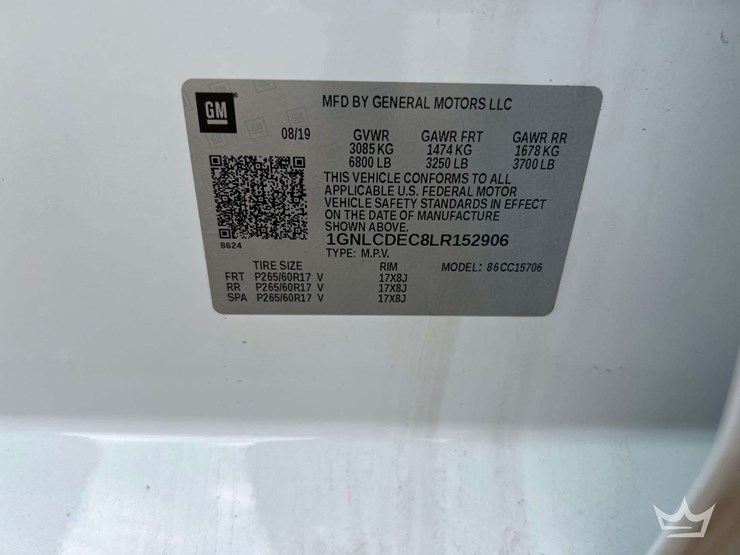 GM
MFD BY GENERAL MOTORS LLC
08/19 GVWR GAWR FRT GAWR RR
3085 KG 1474 KG 1678 KG
6800 LB 3250 LB 3700 LB
THIS VEHICLE CONFORMS TO ALL
APPLICABLE U.S. FEDERAL MOTOR
VEHICLE SAFETY STANDARDS IN EFFECT
ON THE DATE OF MANUFACTURE
SHOWN ABOVE.
8624
1GNLCDEC8LR152906
TYPE: M.P.V.
TIRE SIZE RIM MODEL: 86CC15706
FRT P265/60R17 V 17X8J
RR P265/60R17 V 17X8J
SPA P265/60R17 V 17X8J